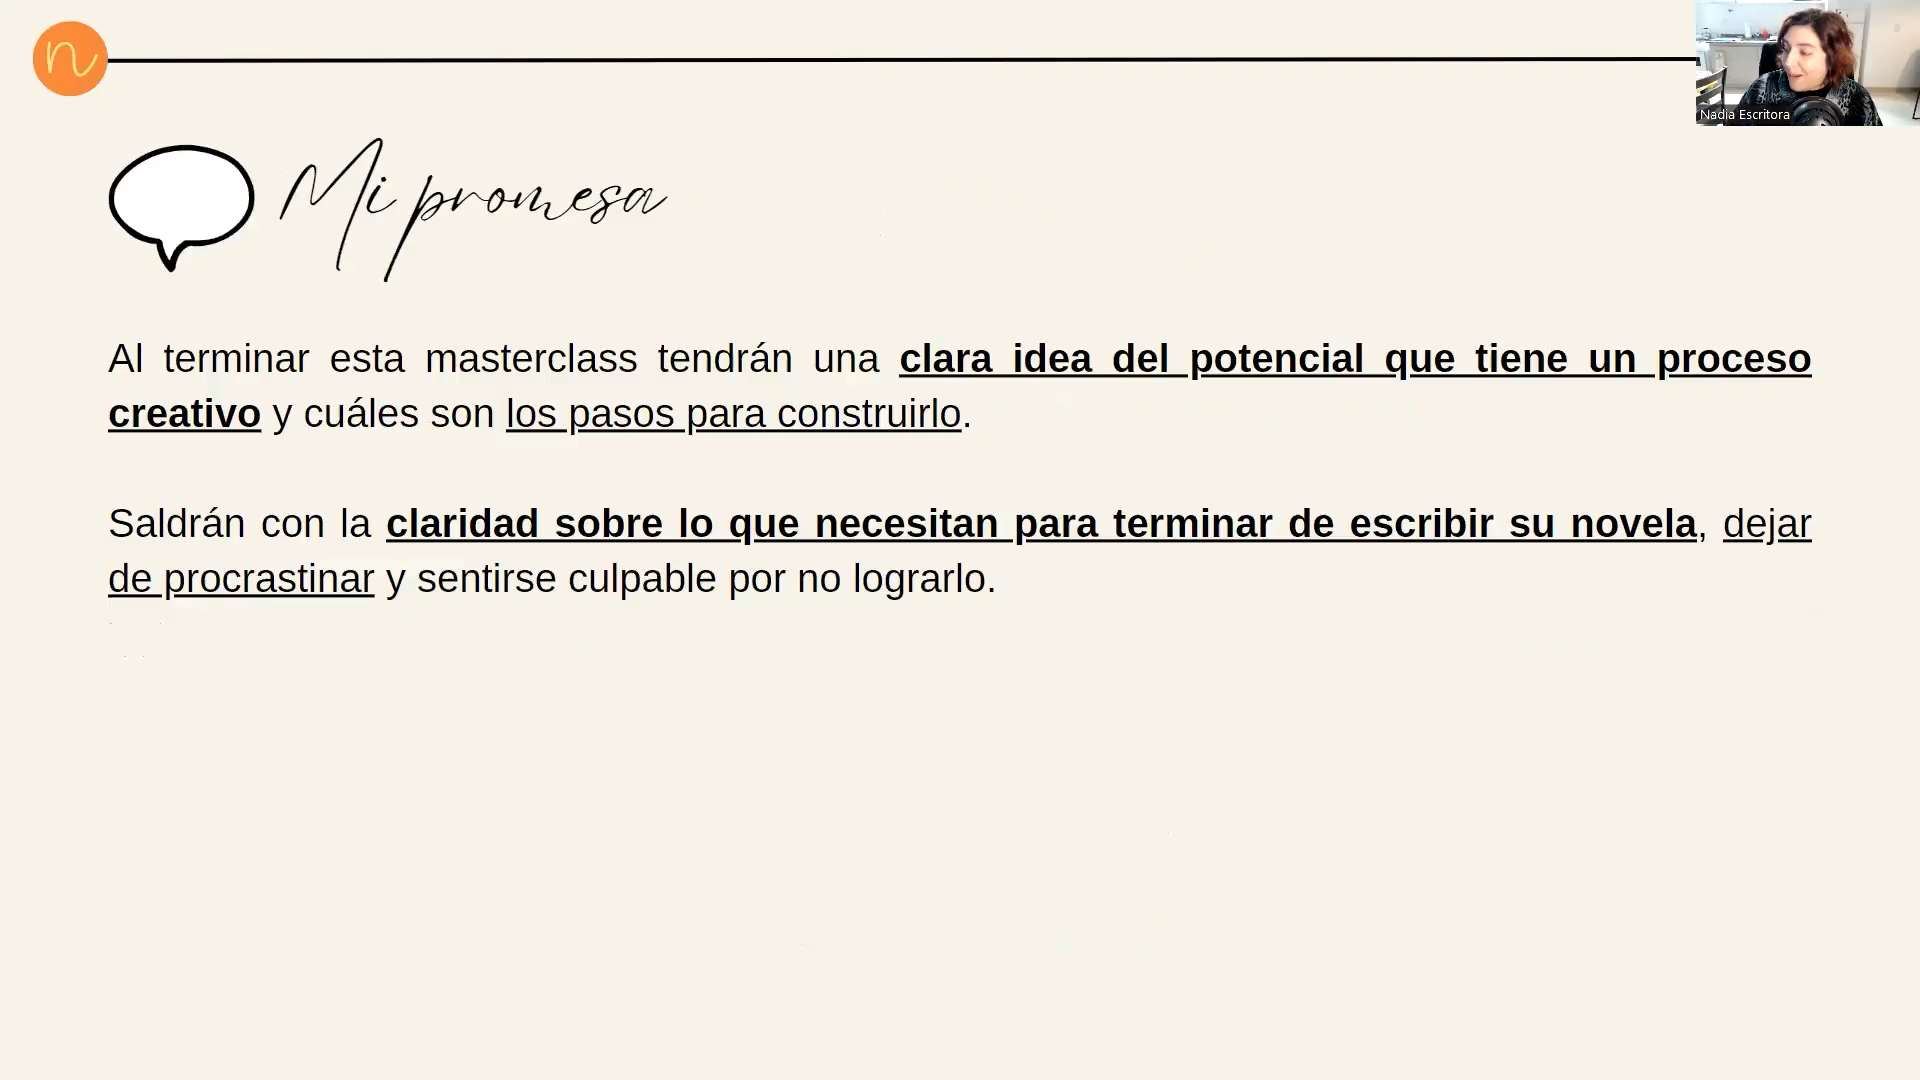 n
Nadia Escritora
Mi promesa
Al terminar esta masterclass tendrán una clara idea del potencial que tiene un proceso
creativo y cuáles son los pasos para construirlo.
Saldrán con la claridad sobre lo que necesitan para terminar de escribir su novela, dejar
de procrastinar y sentirse culpable por no lograrlo.